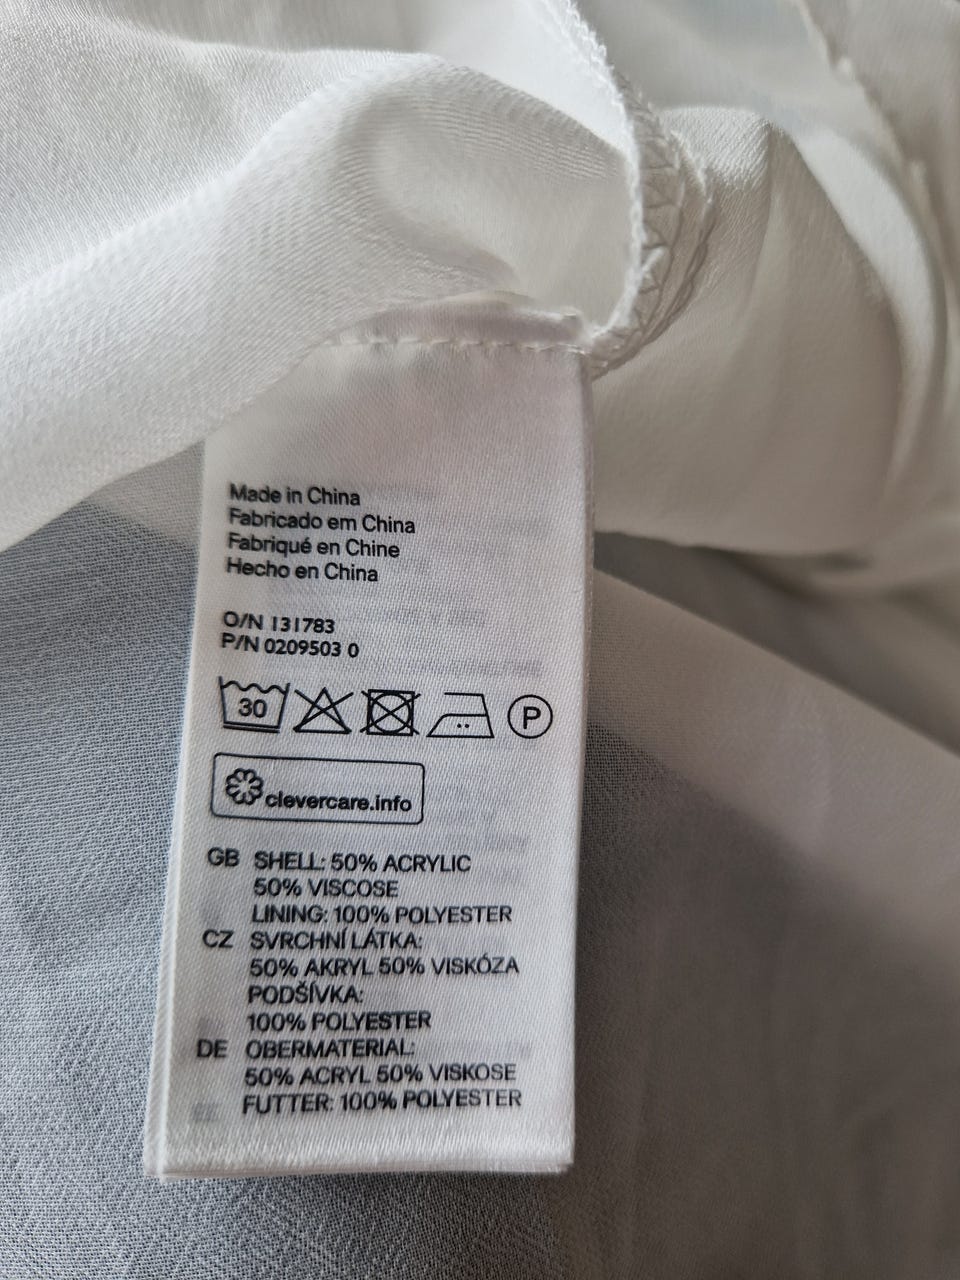 Made in China
Fabricado em China
Fabriqué en Chine
Hecho en China
O/N 131783
P/N 0209503 0
30 P
clevercare.info
GB SHELL: 50% ACRYLIC
50% VISCOSE
LINING: 100% POLYESTER
CZ SVRCHNÍ LÁTKA:
50% AKRYL 50% VISKÓZA
PODŠÍVKA:
100% POLYESTER
DE OBERMATERIAL:
50% ACRYL 50% VISKOSE
FUTTER: 100% POLYESTER